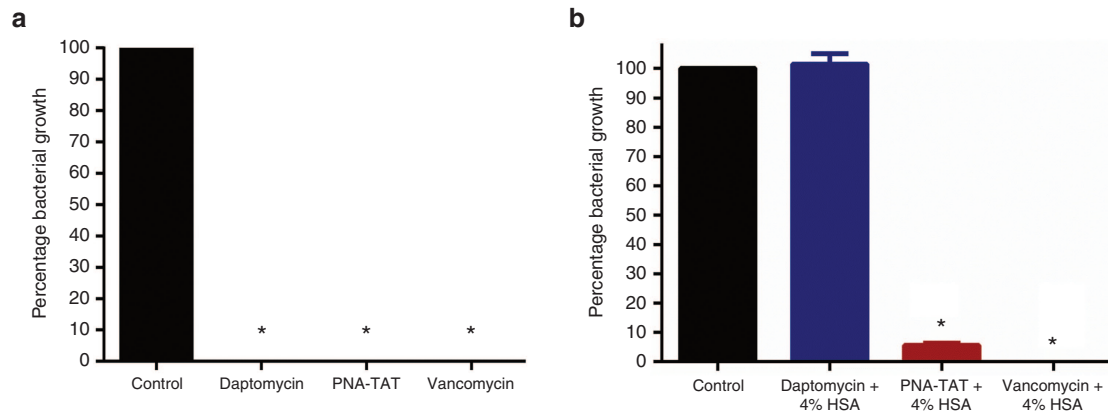 a
Percentage bacterial growth
100
90
80
70
60
50
40
30
20
10
0
*
*
*
Control
Daptomycin
PNA-TAT
Vancomycin
b
Percentage bacterial growth
100
90
80
70
60
50
40
30
20
10
0
*
*
Control
Daptomycin +
4% HSA
PNA-TAT +
4% HSA
Vancomycin +
4% HSA